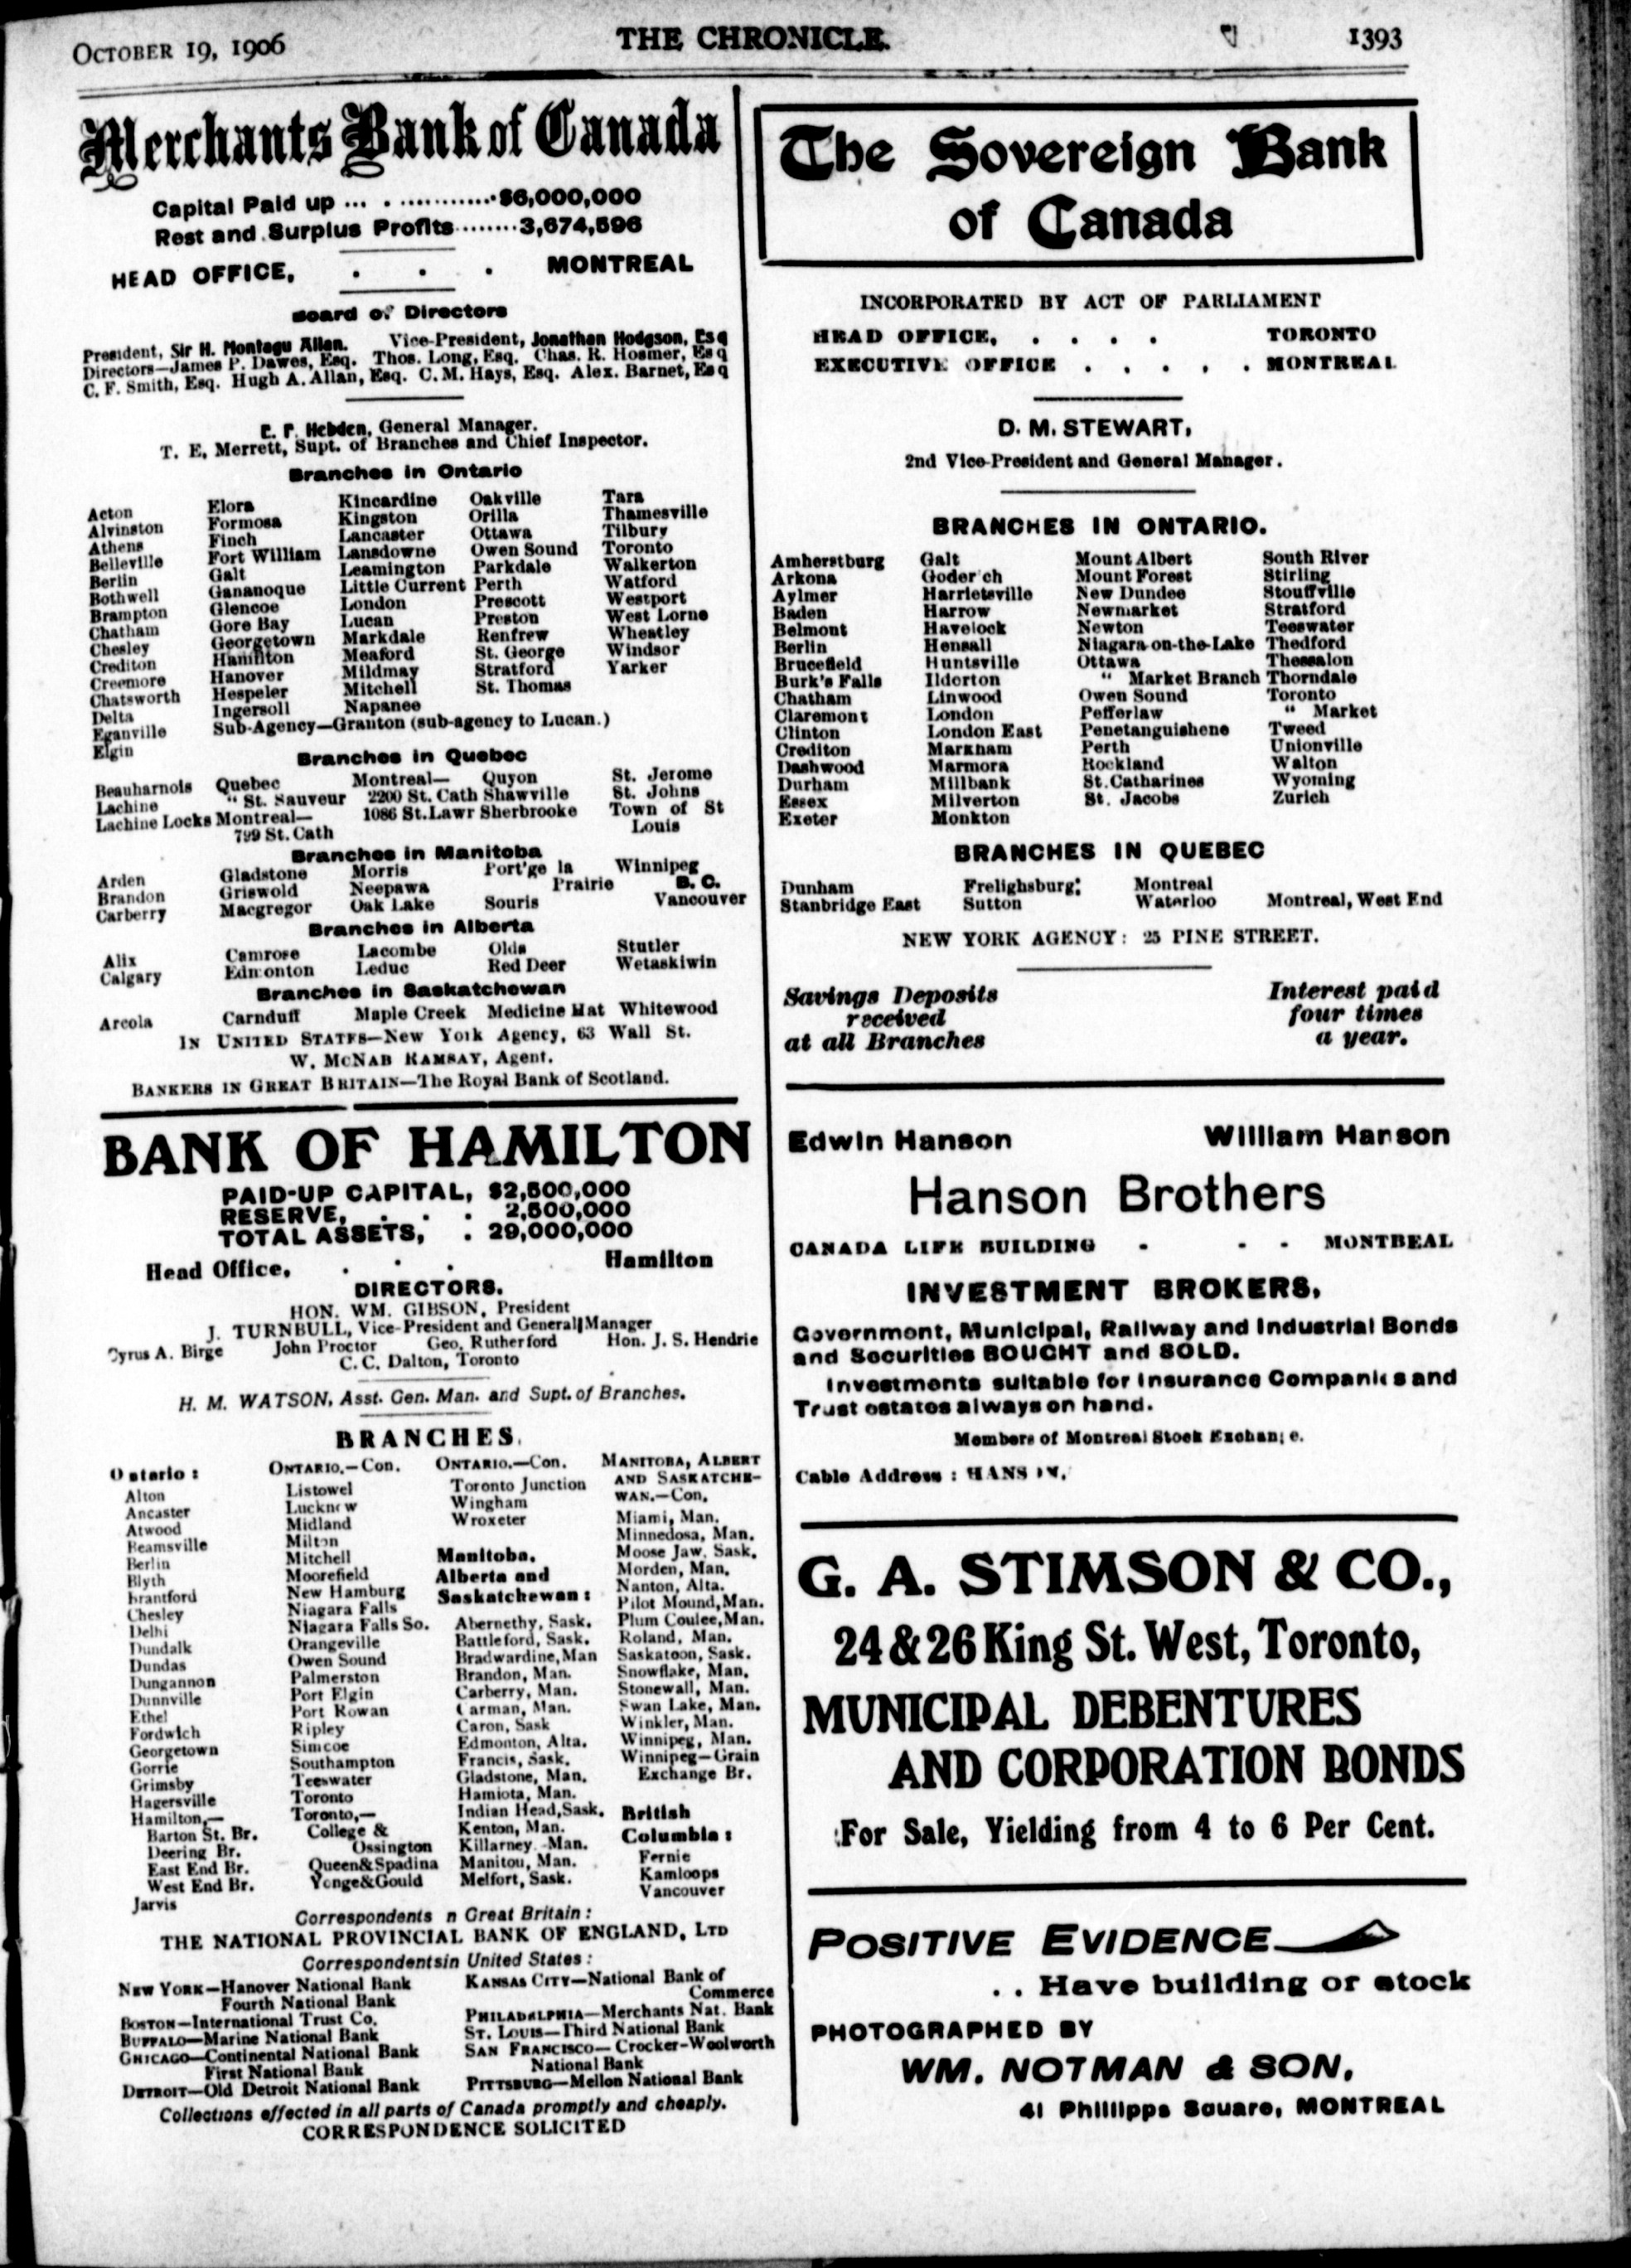 OCTOBER 19, 1906 THE CHRONICLE. 1393
Merchants Bank of Canada
Capital Paid up ... . ............$6,000,000
Rest and Surplus Profits........3,674,596
HEAD OFFICE, . . . MONTREAL
Board of Directors
President, Sir H. Montagu Allan. Vice-President, Jonathan Hodgson, Esq
Directors—James P. Dawes, Esq. Thos. Long, Esq. Chas. R. Hosmer, Esq
C. F. Smith, Esq. Hugh A. Allan, Esq. C. M. Hays, Esq. Alex. Barnet, Esq
E. F. Hebden, General Manager.
T. E. Merrett, Supt. of Branches and Chief Inspector.
Branches in Ontario
Acton Elora Kincardine Oakville Tara
Alvinston Formosa Kingston Orilla Thamesville
Athens Finch Lancaster Ottawa Tilbury
Belleville Fort William Lansdowne Owen Sound Toronto
Berlin Galt Leamington Parkdale Walkerton
Bothwell Gananoque Little Current Perth Watford
Brampton Glencoe London Prescott Westport
Chatham Gore Bay Lucan Preston West Lorne
Chesley Georgetown Markdale Renfrew Wheatley
Crediton Hamilton Meaford St. George Windsor
Creemore Hanover Mildmay Stratford Yarker
Chatsworth Hespeler Mitchell St. Thomas
Delta Ingersoll Napanee
Eganville Sub-Agency—Granton (sub-agency to Lucan.)
Elgin
Branches in Quebec
Beauharnois Quebec Montreal— Quyon St. Jerome
Lachine " St. Sauveur 2200 St. Cath Shawville St. Johns
Lachine Locks Montreal— 1086 St.Lawr Sherbrooke Town of St
799 St. Cath Louis
Branches in Manitoba
Arden Gladstone Morris Port'ge la Winnipeg
Brandon Griswold Neepawa Prairie B. C.
Carberry Macgregor Oak Lake Souris Vancouver
Branches in Alberta
Alix Camrose Lacombe Olds Stutler
Calgary Edmonton Leduc Red Deer Wetaskiwin
Branches in Saskatchewan
Arcola Carnduff Maple Creek Medicine Hat Whitewood
IN UNITED STATES—New York Agency, 63 Wall St.
W. MCNAB RAMSAY, Agent.
BANKERS IN GREAT BRITAIN—The Royal Bank of Scotland.
BANK OF HAMILTON
PAID-UP CAPITAL, $2,500,000
RESERVE, . . . 2,500,000
TOTAL ASSETS, . 29,000,000
Head Office, . . . Hamilton
DIRECTORS.
HON. WM. GIBSON, President
J. TURNBULL, Vice-President and General Manager
Cyrus A. Birge John Proctor Geo. Rutherford Hon. J. S. Hendrie
C. C. Dalton, Toronto
H. M. WATSON, Asst. Gen. Man. and Supt. of Branches.
BRANCHES.
Ontario :
Alton
Ancaster
Atwood
Beamsville
Berlin
Blyth
Brantford
Chesley
Delhi
Dundalk
Dundas
Dungannon
Dunnville
Ethel
Fordwich
Georgetown
Gorrie
Grimsby
Hagersville
Hamilton,—
Barton St. Br.
Deering Br.
East End Br.
West End Br.
Jarvis
ONTARIO.—Con.
Listowel
Lucknow
Midland
Milton
Mitchell
Moorefield
New Hamburg
Niagara Falls
Niagara Falls So.
Orangeville
Owen Sound
Palmerston
Port Elgin
Port Rowan
Ripley
Simcoe
Southampton
Teeswater
Toronto
Toronto,—
College &
Ossington
Queen&Spadina
Yonge&Gould
ONTARIO.—Con.
Toronto Junction
Wingham
Wroxeter
Manitoba,
Alberta and
Saskatchewan :
Abernethy, Sask.
Battleford, Sask.
Bradwardine, Man
Brandon, Man.
Carberry, Man.
Carman, Man.
Caron, Sask
Edmonton, Alta.
Francis, Sask.
Gladstone, Man.
Hamiota, Man.
Indian Head, Sask.
Kenton, Man.
Killarney, Man.
Manitou, Man.
Melfort, Sask.
MANITOBA, ALBERT
AND SASKATCHE-
WAN.—Con.
Miami, Man.
Minnedosa, Man.
Moose Jaw, Sask.
Morden, Man.
Nanton, Alta.
Pilot Mound, Man.
Plum Coulee, Man.
Roland, Man.
Saskatoon, Sask.
Snowflake, Man.
Stonewall, Man.
Swan Lake, Man.
Winkler, Man.
Winnipeg, Man.
Winnipeg—Grain
Exchange Br.
British
Columbia :
Fernie
Kamloops
Vancouver
Correspondents n Great Britain :
THE NATIONAL PROVINCIAL BANK OF ENGLAND, LTD
Correspondents in United States :
NEW YORK—Hanover National Bank
Fourth National Bank
BOSTON—International Trust Co.
BUFFALO—Marine National Bank
CHICAGO—Continental National Bank
First National Bank
DETROIT—Old Detroit National Bank
KANSAS CITY—National Bank of
Commerce
PHILADELPHIA—Merchants Nat. Bank
ST. LOUIS—Third National Bank
SAN FRANCISCO—Crocker-Woolworth
National Bank
PITTSBURG—Mellon National Bank
Collections effected in all parts of Canada promptly and cheaply.
CORRESPONDENCE SOLICITED
The Sovereign Bank
of Canada
INCORPORATED BY ACT OF PARLIAMENT
HEAD OFFICE, . . . . TORONTO
EXECUTIVE OFFICE . . . . . MONTREAL
D. M. STEWART,
2nd Vice-President and General Manager.
BRANCHES IN ONTARIO.
Amherstburg Galt Mount Albert South River
Arkona Goderich Mount Forest Stirling
Aylmer Harrietsville New Dundee Stouffville
Baden Harrow Newmarket Stratford
Belmont Havelock Newton Teeswater
Berlin Hensall Niagara-on-the-Lake Thedford
Brucefield Huntsville Ottawa Thessalon
Burk's Falls Ilderton " Market Branch Thorndale
Chatham Linwood Owen Sound Toronto
Claremont London Pefferlaw " Market
Clinton London East Penetanguishene Tweed
Crediton Markham Perth Unionville
Dashwood Marmora Rockland Walton
Durham Millbank St. Catharines Wyoming
Essex Milverton St. Jacobs Zurich
Exeter Monkton
BRANCHES IN QUEBEC
Dunham Frelighsburg Montreal
Stanbridge East Sutton Waterloo Montreal, West End
NEW YORK AGENCY: 25 PINE STREET.
Savings Deposits Interest paid
received four times
at all Branches a year.
Edwin Hanson William Hanson
Hanson Brothers
CANADA LIFE BUILDING - - - MONTREAL
INVESTMENT BROKERS.
Government, Municipal, Railway and Industrial Bonds
and Securities BOUGHT and SOLD.
Investments suitable for Insurance Companies and
Trust estates always on hand.
Members of Montreal Stock Exchange.
Cable Address : HANSON.
G. A. STIMSON & CO.,
24 & 26 King St. West, Toronto,
MUNICIPAL DEBENTURES
AND CORPORATION BONDS
For Sale, Yielding from 4 to 6 Per Cent.
POSITIVE EVIDENCE
. . Have building or stock
PHOTOGRAPHED BY
WM. NOTMAN & SON,
41 Phillipps Square, MONTREAL